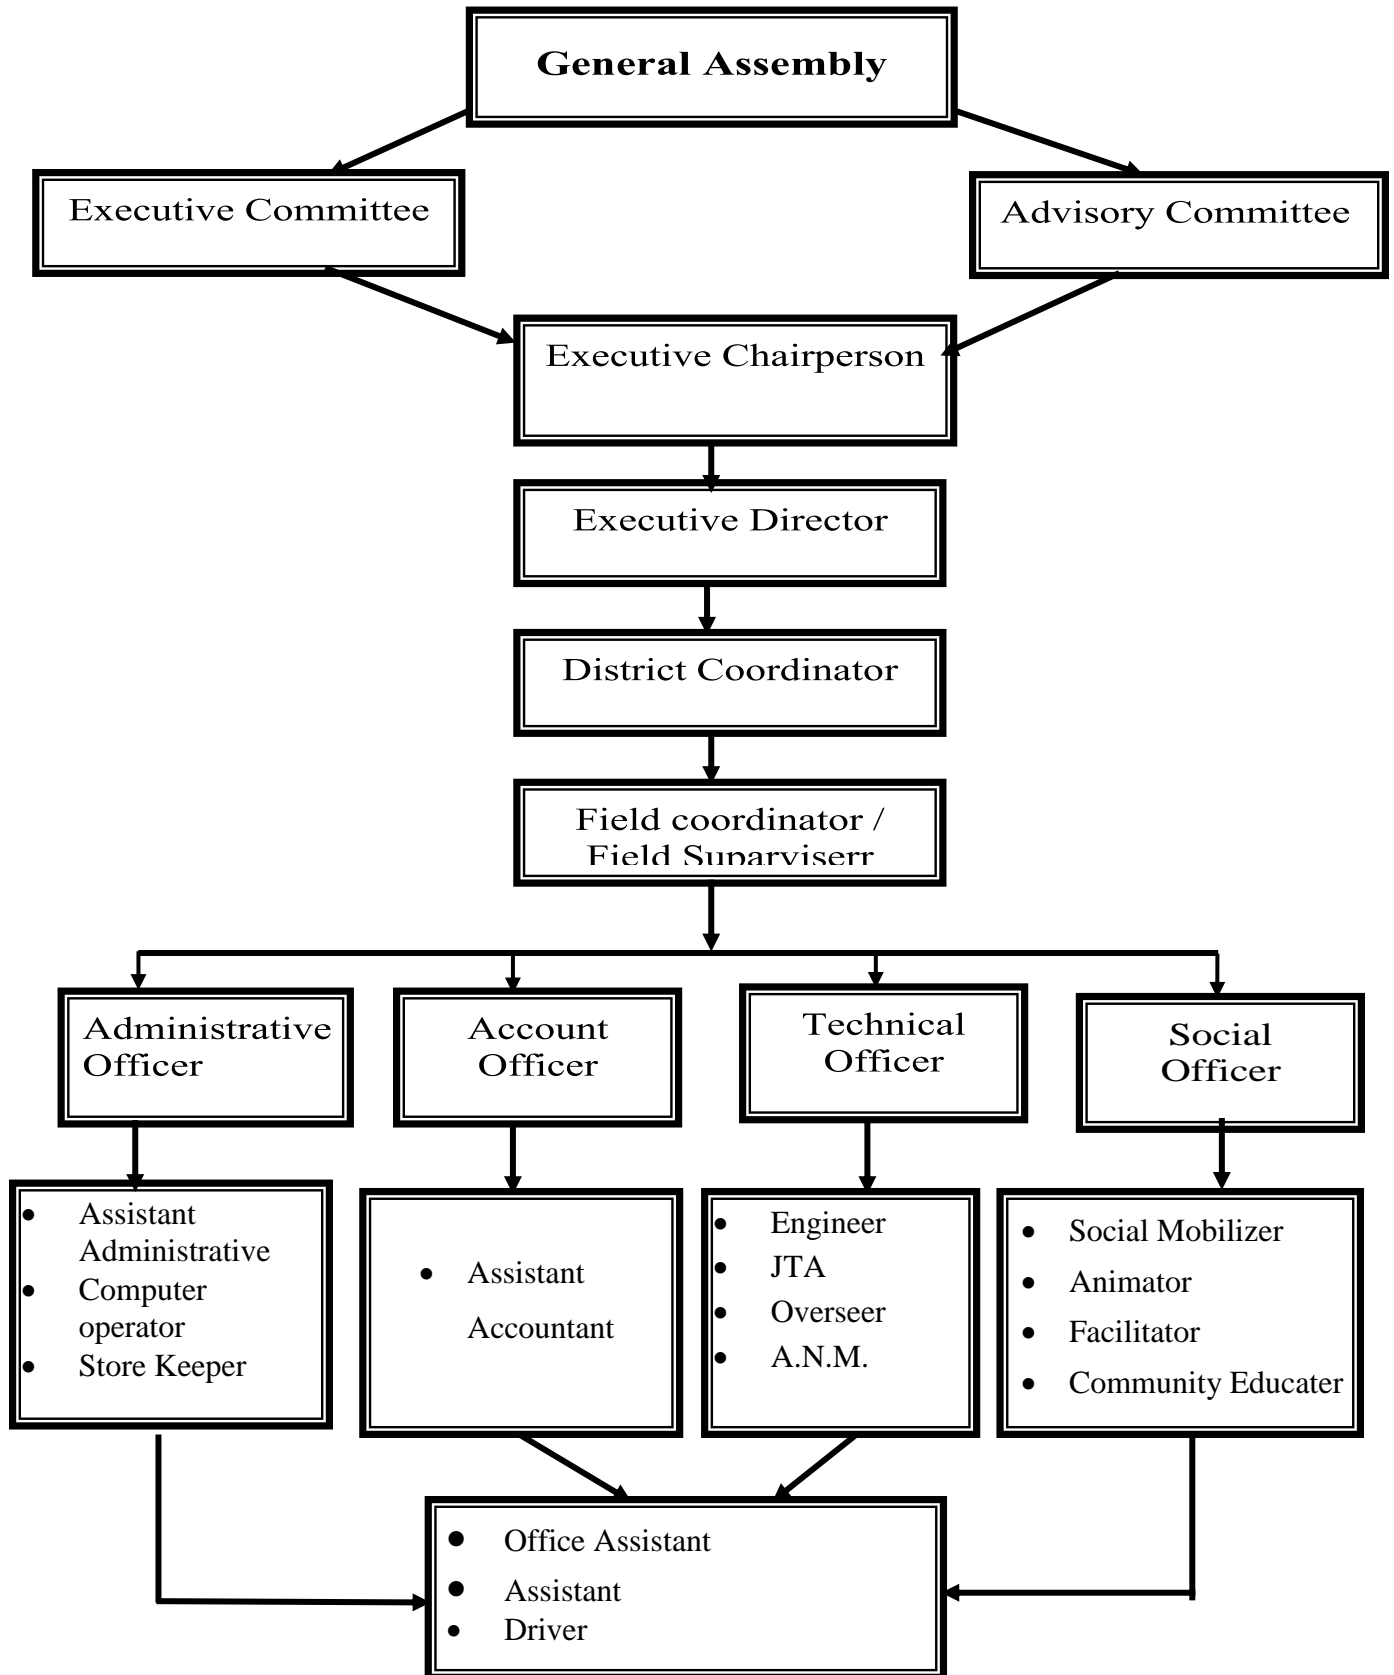 General Assembly
Executive Committee
Advisory Committee
Executive Chairperson
Executive Director
District Coordinator
Field coordinator /
Field Suparviserr
Administrative
Officer
Account
Officer
Technical
Officer
Social
Officer
• Assistant
Administrative
• Computer
operator
• Store Keeper
• Assistant
Accountant
• Engineer
• JTA
• Overseer
• A.N.M.
• Social Mobilizer
• Animator
• Facilitator
• Community Educater
• Office Assistant
• Assistant
• Driver